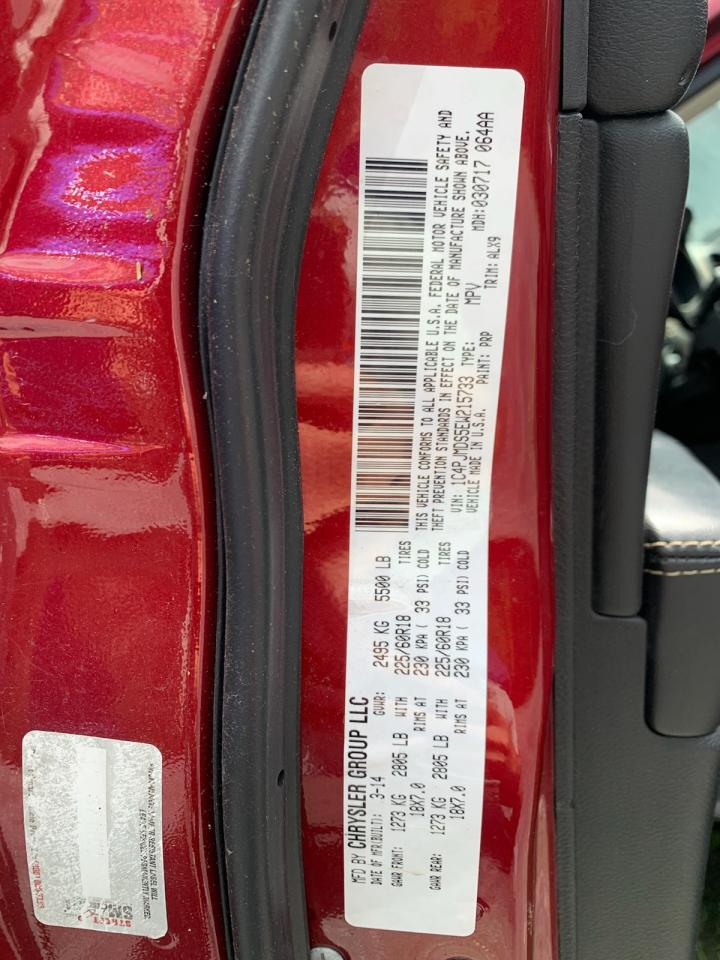 MFD BY CHRYSLER GROUP LLC
DATE OF MFR(BUILT): 3-14 GVWR: 2495 KG 5500 LB
GAWR FRONT: 1273 KG 2805 LB WITH 225/60R18 TIRES
18X7.0 RIMS AT 230 KPA ( 33 PSI) COLD
GAWR REAR: 1273 KG 2805 LB WITH 225/60R18 TIRES
18X7.0 RIMS AT 230 KPA ( 33 PSI) COLD
THIS VEHICLE CONFORMS TO ALL APPLICABLE U.S.A. FEDERAL MOTOR VEHICLE SAFETY AND
THEFT PREVENTION STANDARDS IN EFFECT ON THE DATE OF MANUFACTURE SHOWN ABOVE.
VIN: 1C4PJMDS5EW215733 TYPE: MPV MDH:030717 064AA
VEHICLE MADE IN U.S.A. PAINT: PRP TRIM: ALX9